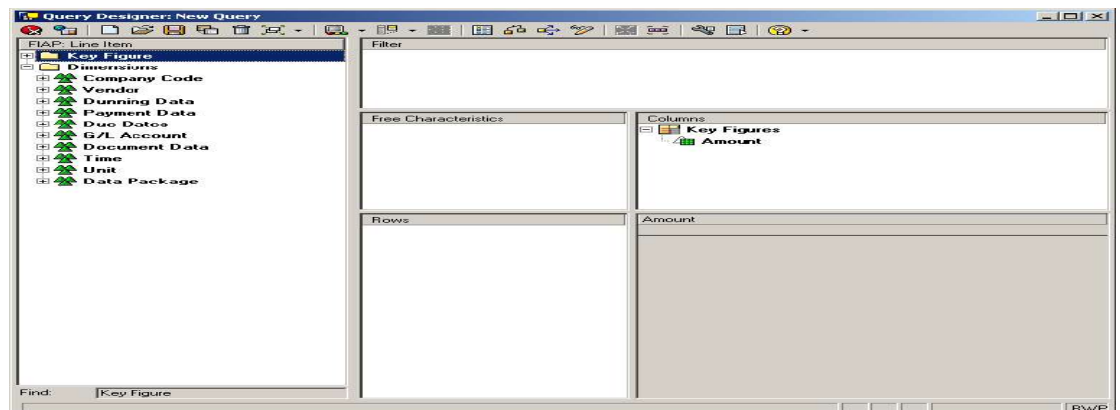 Query Designer: New Query
FIAP: Line Item
Key Figure
Dimensions
Company Code
Vendor
Dunning Data
Payment Data
Due Dates
G/L Account
Document Data
Time
Unit
Data Package
Find: Key Figure
Filter
Free Characteristics
Columns
Key Figures
Amount
Rows
Amount
BWP